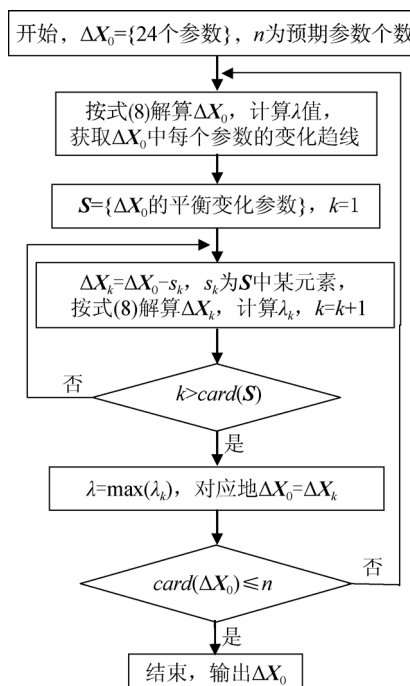 开始，ΔX₀={24个参数}，n为预期参数个数
按式(8)解算ΔX₀，计算λ值，
获取ΔX₀中每个参数的变化趋线
S={ΔX₀的平衡变化参数}，k=1
ΔXₖ=ΔX₀−sₖ，sₖ为S中某元素，
按式(8)解算ΔXₖ，计算λₖ，k=k+1
否
k>card(S)
是
λ=max(λₖ)，对应地ΔX₀=ΔXₖ
否
card(ΔX₀)≤n
是
结束，输出ΔX₀